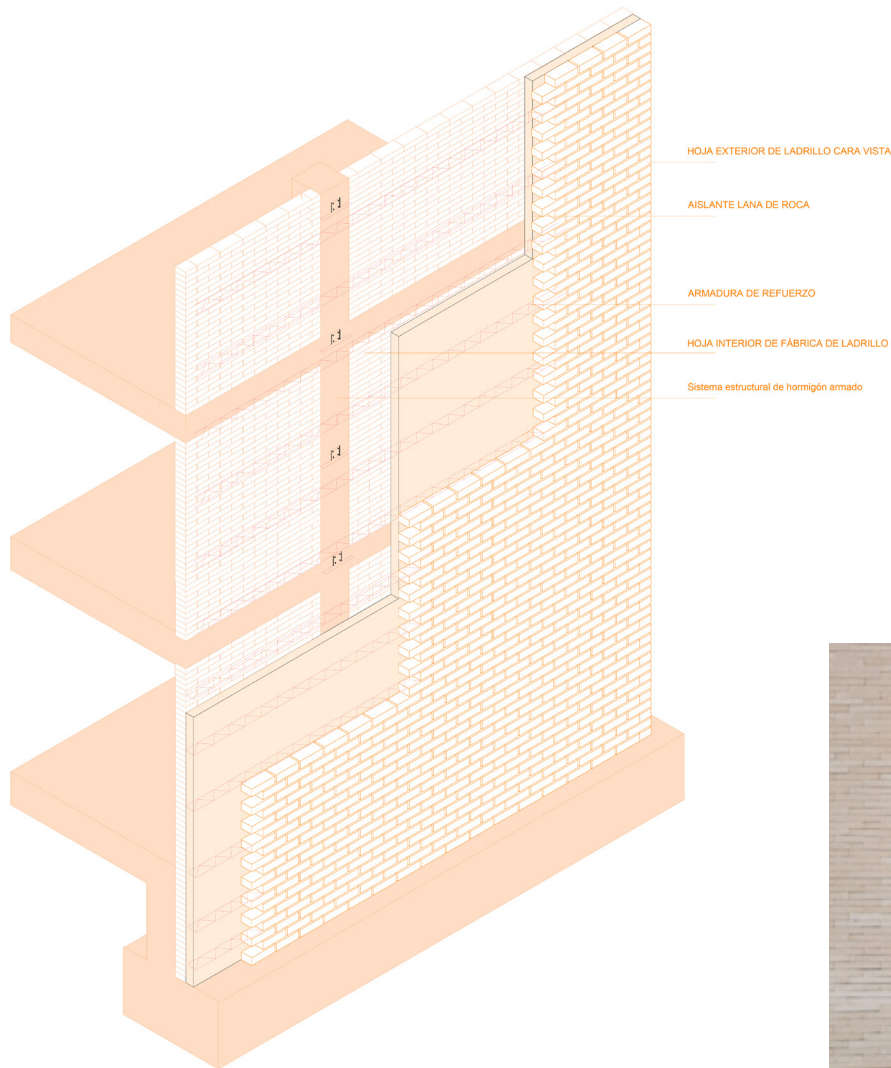 HOJA EXTERIOR DE LADRILLO CARA VISTA
AISLANTE LANA DE ROCA
ARMADURA DE REFUERZO
HOJA INTERIOR DE FÁBRICA DE LADRILLO
Sistema estructural de hormigón armado